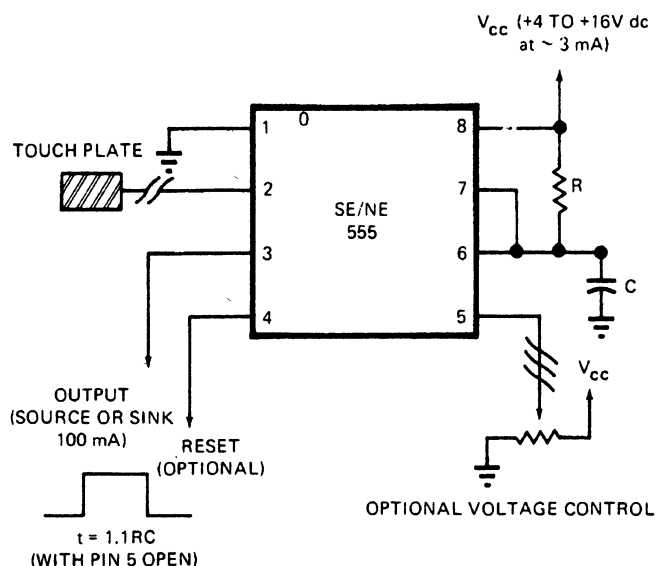 V_CC (+4 TO +16V dc
at ~ 3 mA)
TOUCH PLATE
0
1
2
3
4
8
7
6
5
SE/NE
555
R
C
V_CC
OUTPUT
(SOURCE OR SINK
100 mA)
RESET
(OPTIONAL)
OPTIONAL VOLTAGE CONTROL
t = 1.1RC
(WITH PIN 5 OPEN)